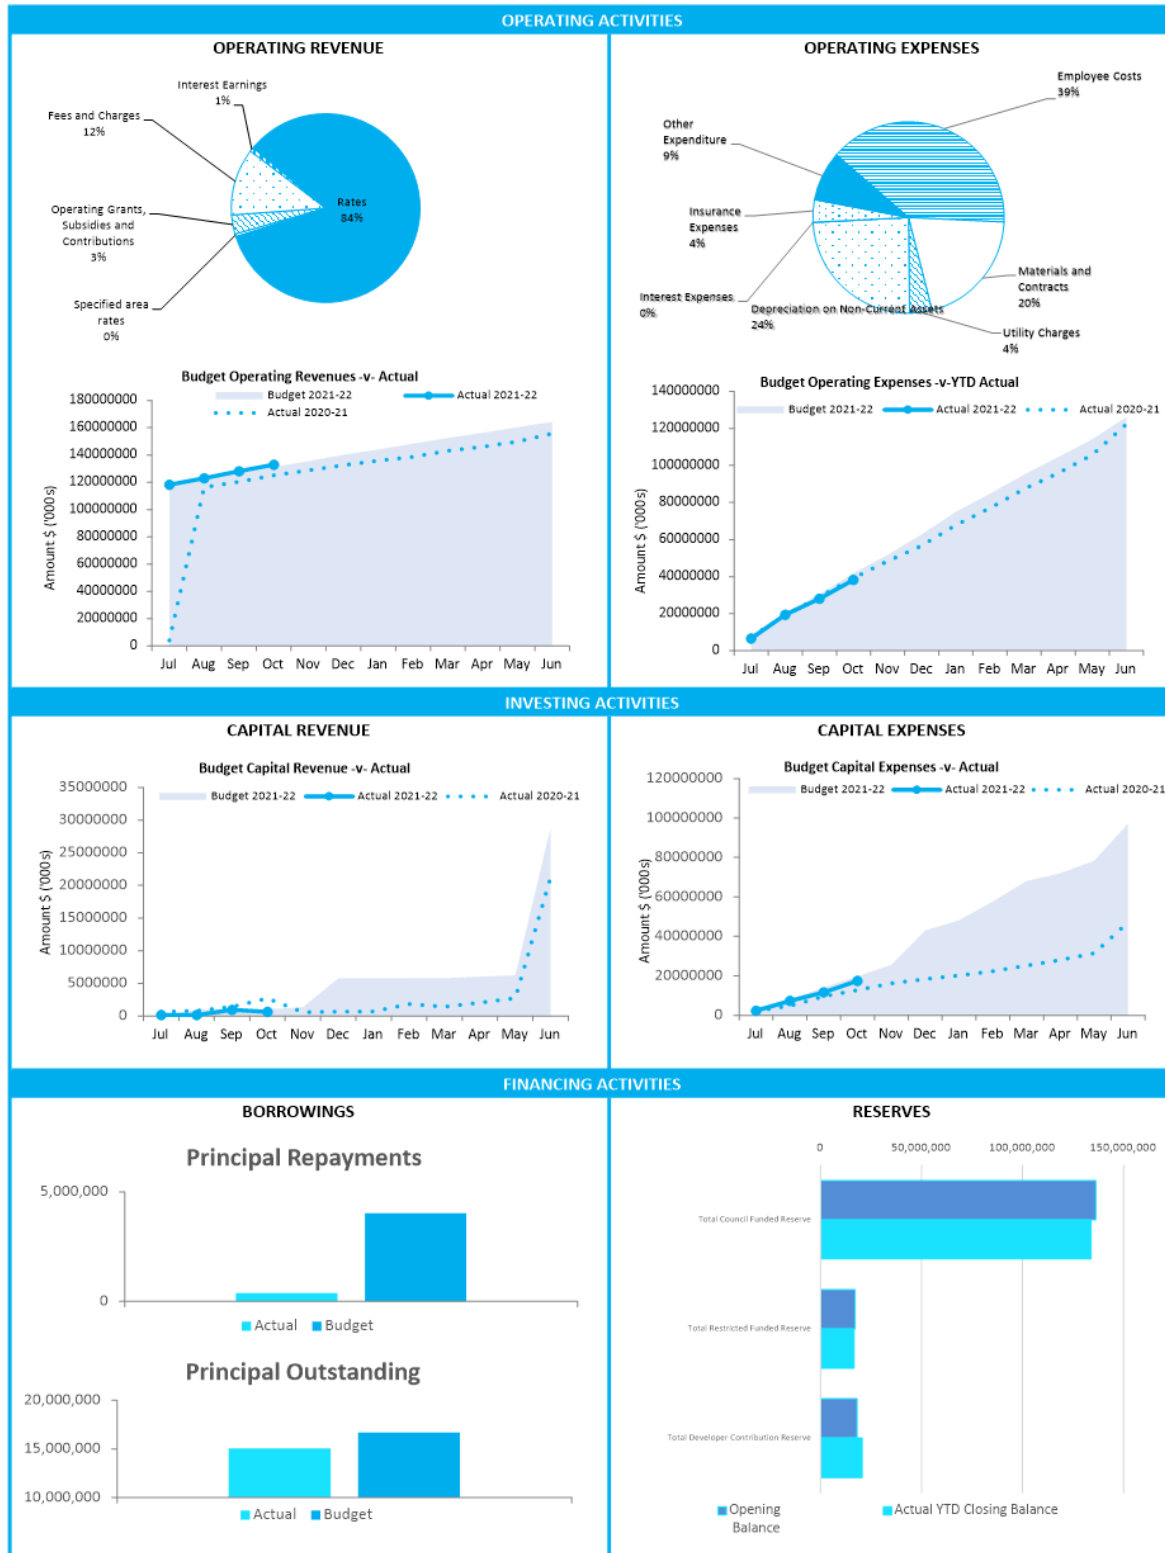 OPERATING ACTIVITIES
OPERATING REVENUE
Interest Earnings
1%
Fees and Charges
12%
Rates
84%
Operating Grants,
Subsidies and
Contributions
3%
Specified area
rates
0%
OPERATING EXPENSES
Employee Costs
39%
Other
Expenditure
9%
Insurance
Expenses
4%
Materials and
Contracts
20%
Interest Expenses
0%
Depreciation on Non-Current Assets
24%
Utility Charges
4%
Budget Operating Revenues -v- Actual
Budget 2021-22
Actual 2021-22
Actual 2020-21
Amount $ ('000s)
180000000
160000000
140000000
120000000
100000000
80000000
60000000
40000000
20000000
0
Jul Aug Sep Oct Nov Dec Jan Feb Mar Apr May Jun
Budget Operating Expenses -v-YTD Actual
Budget 2021-22 Actual 2021-22 Actual 2020-21
Amount $ ('000s)
140000000
120000000
100000000
80000000
60000000
40000000
20000000
0
Jul Aug Sep Oct Nov Dec Jan Feb Mar Apr May Jun
INVESTING ACTIVITIES
CAPITAL REVENUE
Budget Capital Revenue -v- Actual
Budget 2021-22 Actual 2021-22 Actual 2020-21
Amount $ ('000s)
35000000
30000000
25000000
20000000
15000000
10000000
5000000
0
Jul Aug Sep Oct Nov Dec Jan Feb Mar Apr May Jun
CAPITAL EXPENSES
Budget Capital Expenses -v- Actual
Budget 2021-22 Actual 2021-22 Actual 2020-21
Amount $ ('000s)
120000000
100000000
80000000
60000000
40000000
20000000
0
Jul Aug Sep Oct Nov Dec Jan Feb Mar Apr May Jun
FINANCING ACTIVITIES
BORROWINGS
Principal Repayments
5,000,000
0
Actual Budget
Principal Outstanding
20,000,000
15,000,000
10,000,000
Actual Budget
RESERVES
0 50,000,000 100,000,000 150,000,000
Total Council Funded Reserve
Total Restricted Funded Reserve
Total Developer Contribution Reserve
Opening
Balance
Actual YTD Closing Balance